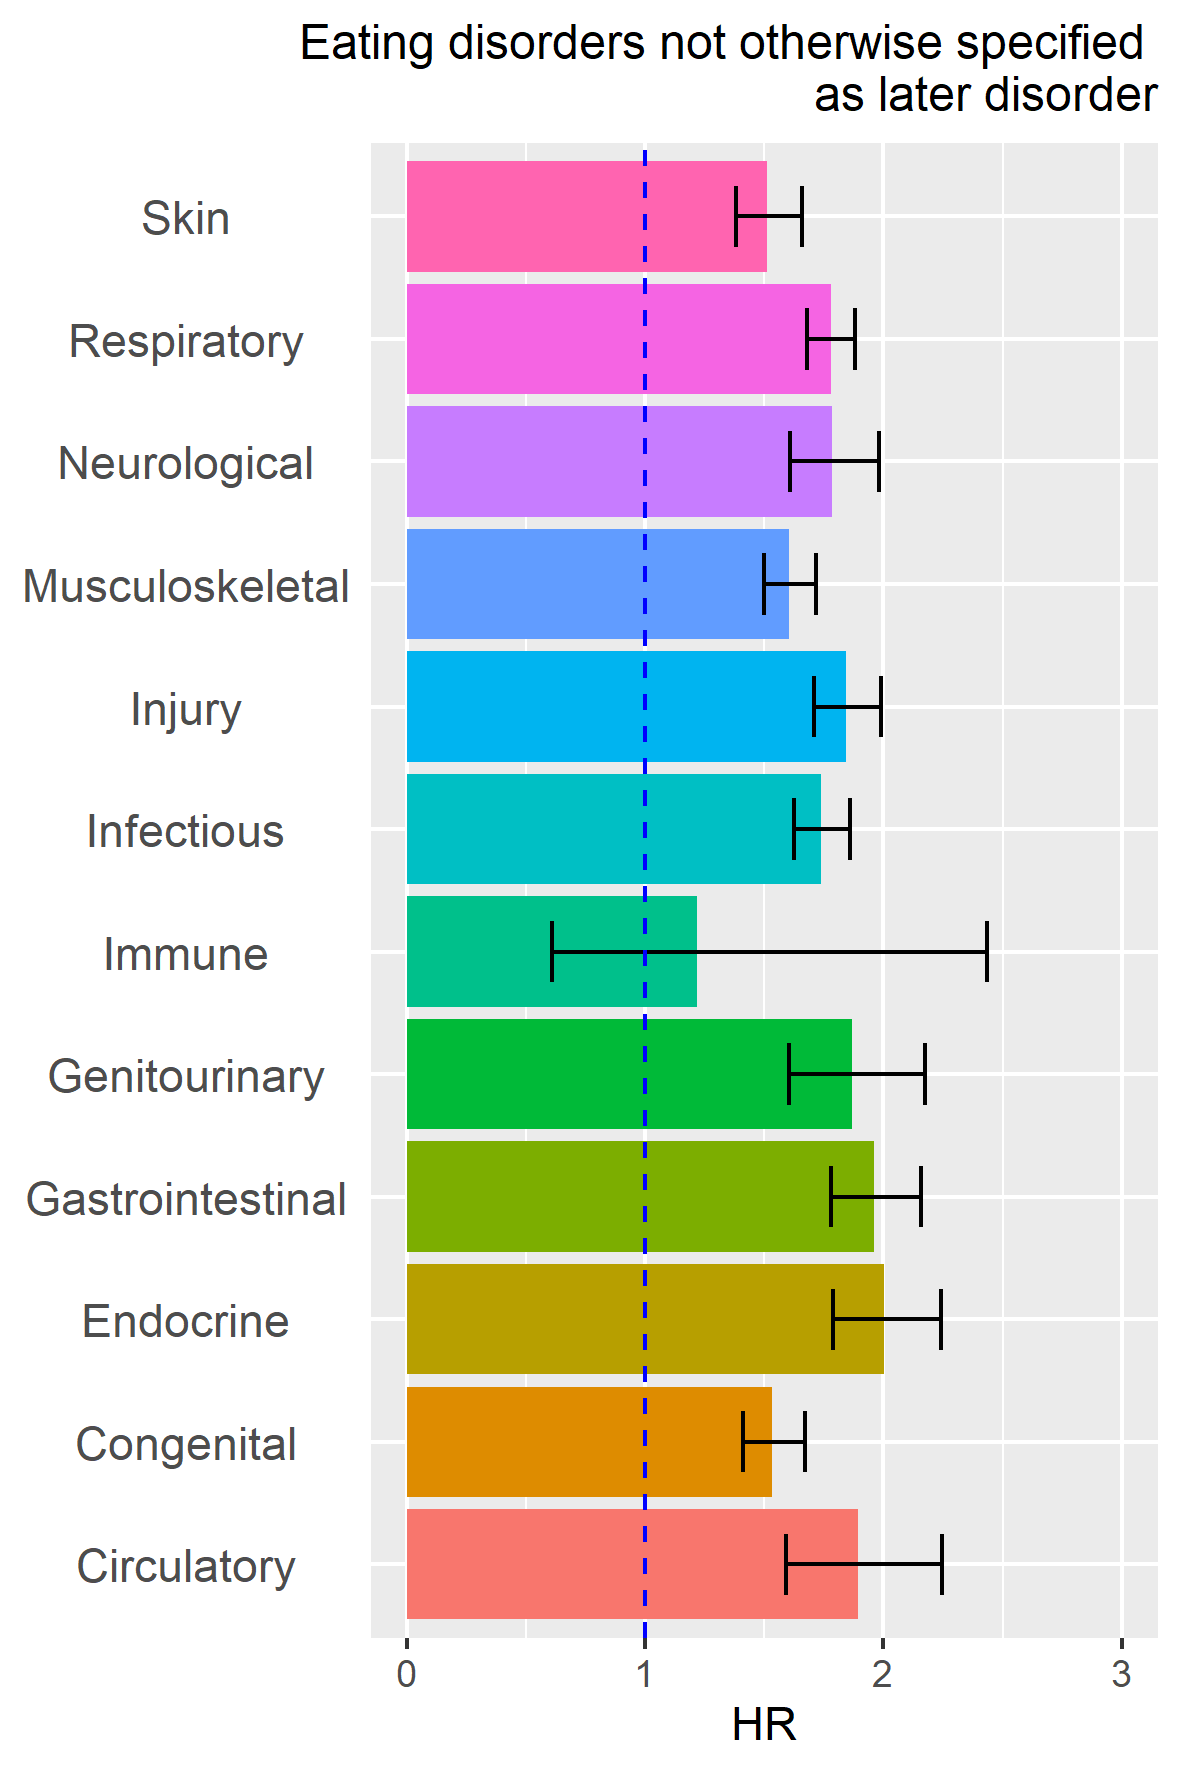 Eating disorders not otherwise specified
as later disorder
Skin
Respiratory
Neurological
Musculoskeletal
Injury
Infectious
Immune
Genitourinary
Gastrointestinal
Endocrine
Congenital
Circulatory
0 1 2 3
HR